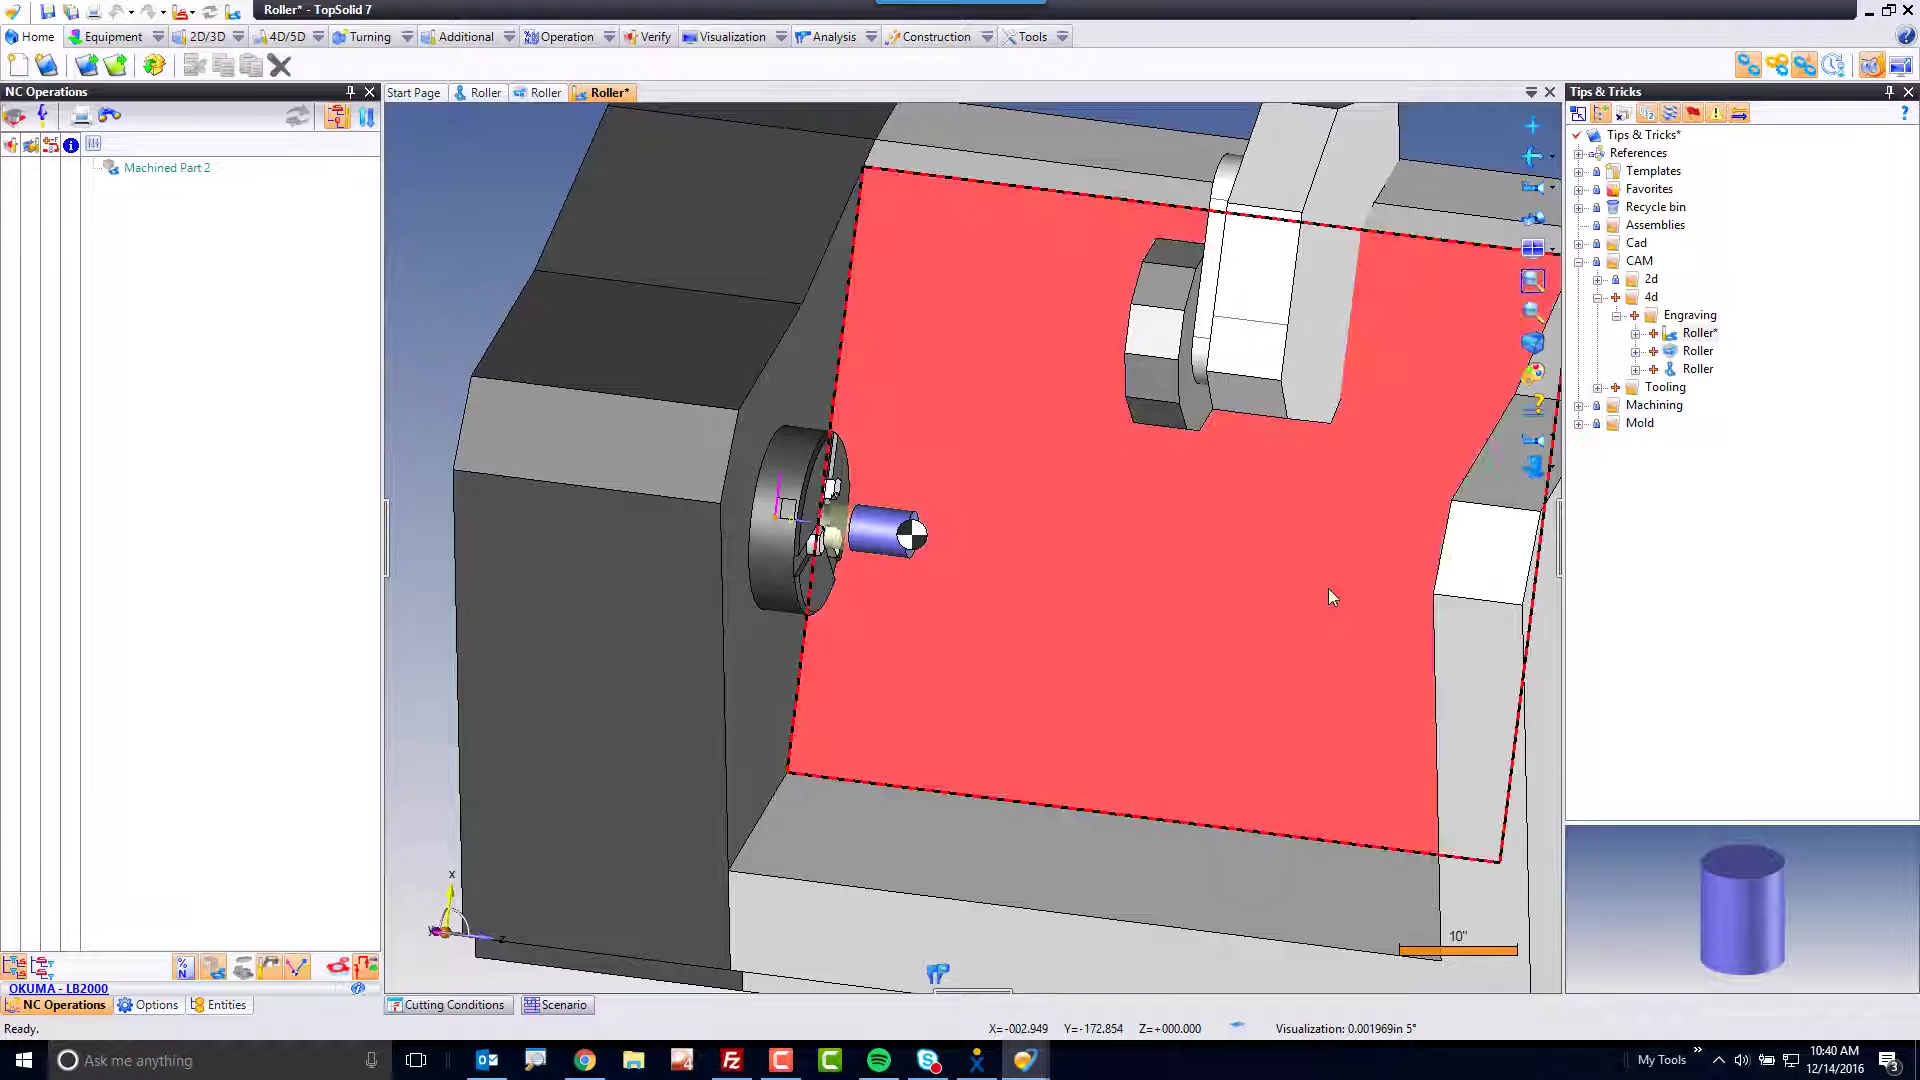 Roller* - TopSolid 7
Home Equipment 2D/3D 4D/5D Turning Additional Operation Verify Visualization Analysis Construction Tools
NC Operations
Start Page Roller Roller Roller*
Tips & Tricks
Machined Part 2
Tips & Tricks*
References
Templates
Favorites
Recycle bin
Assemblies
Cad
CAM
2d
4d
Engraving
Roller*
Roller
Roller
Tooling
Machining
Mold
x
z
10"
OKUMA - LB2000
NC Operations Options Entities
Cutting Conditions Scenario
Ready.
X=-002.949 Y=-172.854 Z=+000.000 Visualization: 0.001969in 5°
Ask me anything
My Tools
10:40 AM
12/14/2016